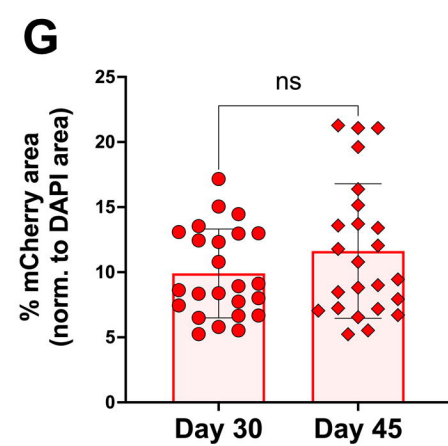 G
ns
% mCherry area
(norm. to DAPI area)
25
20
15
10
5
0
Day 30
Day 45